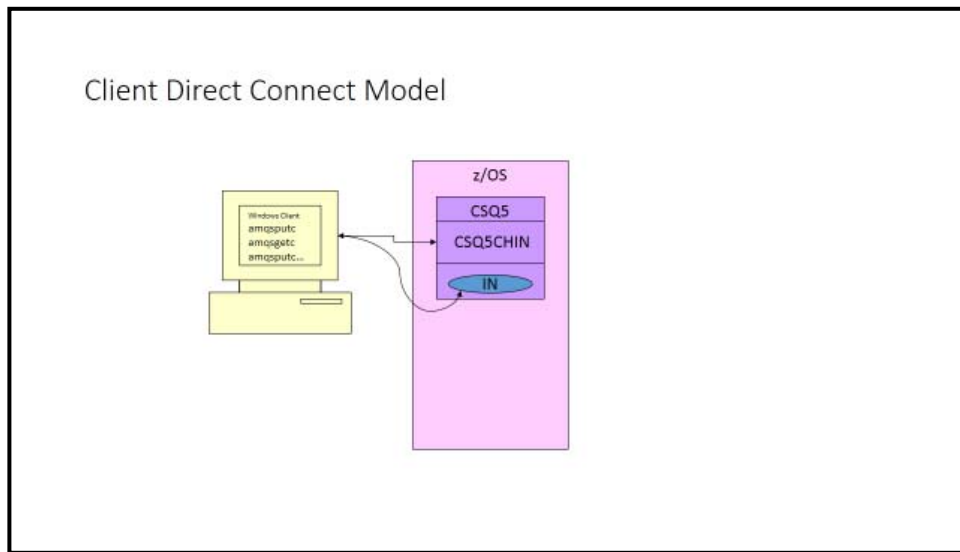 Client Direct Connect Model
z/OS
CSQ5
CSQ5CHIN
IN
Windows Client
amqsputc
amqsgetc
amqsputc...